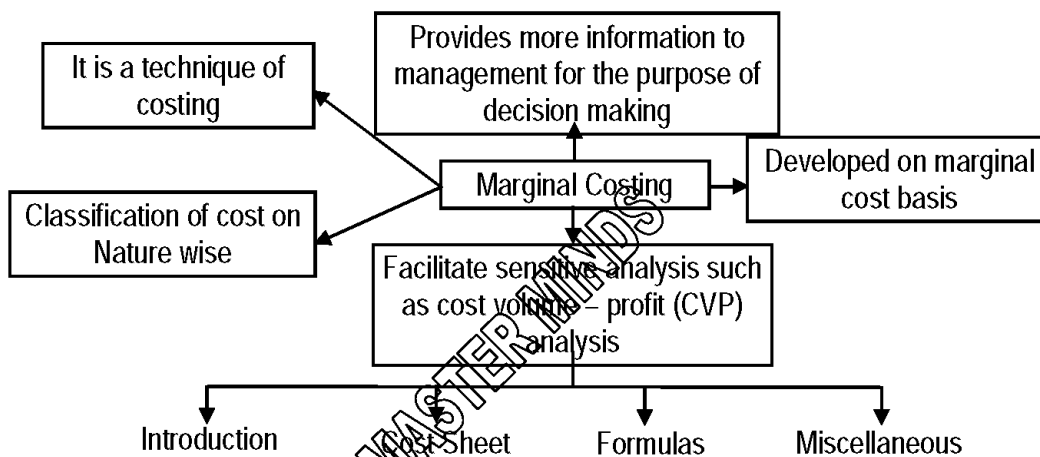 Provides more information to
management for the purpose of
decision making
It is a technique of
costing
Marginal Costing
Developed on marginal
cost basis
Classification of cost on
Nature wise
Facilitate sensitive analysis such
as cost volume – profit (CVP)
analysis
MASTER MINDS
Introduction
Cost Sheet
Formulas
Miscellaneous